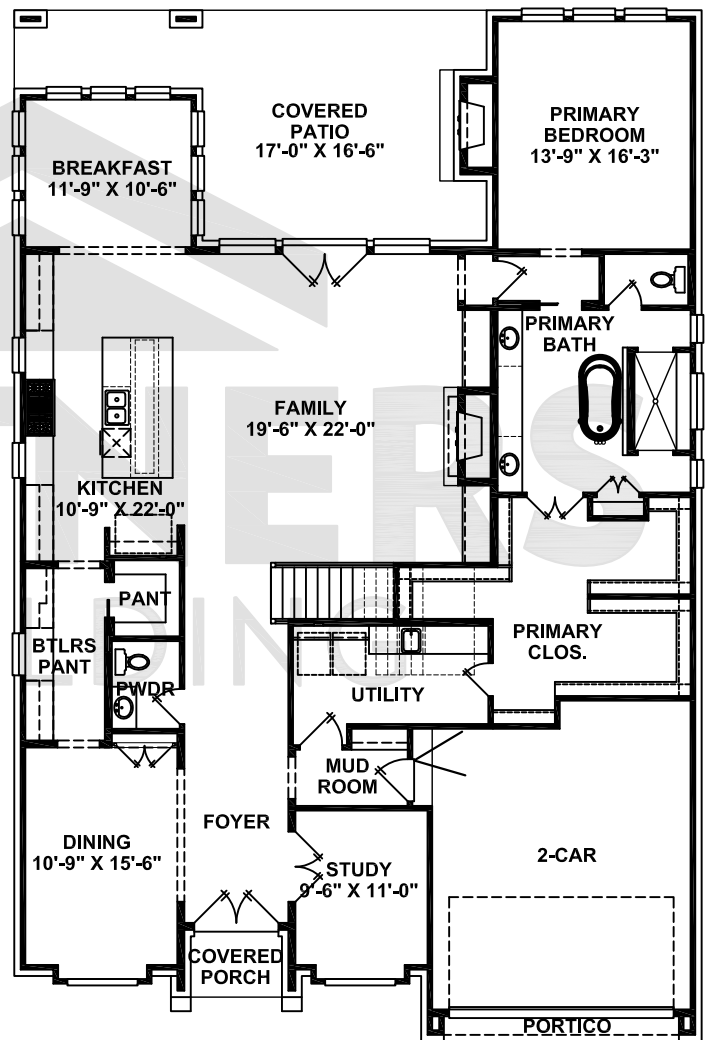 COVERED
PATIO
17'-0" X 16'-6"
PRIMARY
BEDROOM
13'-9" X 16'-3"
BREAKFAST
11'-9" X 10'-6"
PRIMARY
BATH
FAMILY
19'-6" X 22'-0"
KITCHEN
10'-9" X 22'-0"
PANT
BTLRS
PANT
PWDR
PRIMARY
CLOS.
UTILITY
MUD
ROOM
FOYER
DINING
10'-9" X 15'-6"
STUDY
9'-6" X 11'-0"
2-CAR
COVERED
PORCH
PORTICO